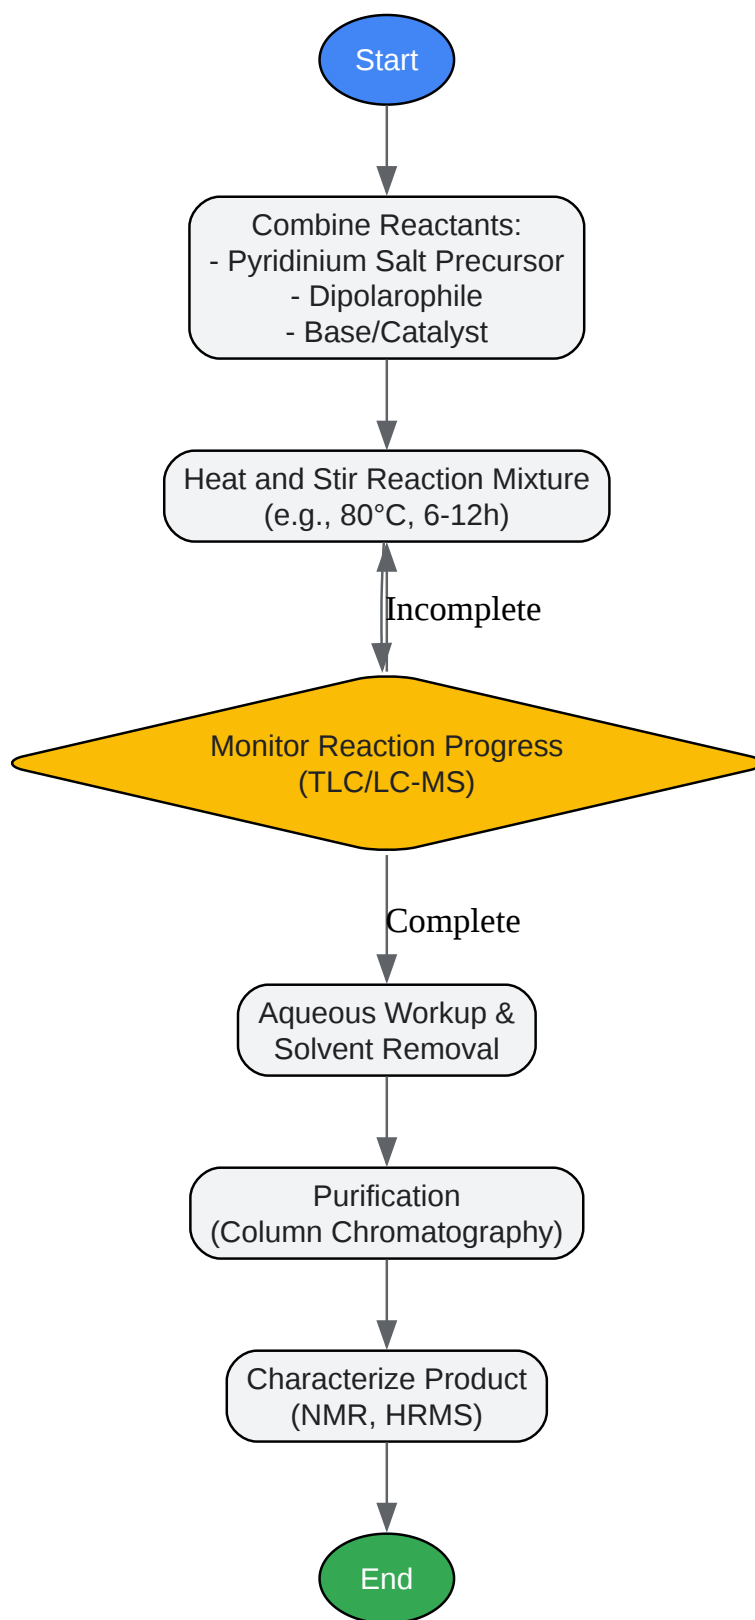 Start
Combine Reactants:
- Pyridinium Salt Precursor
- Dipolarophile
- Base/Catalyst
Heat and Stir Reaction Mixture
(e.g., 80°C, 6-12h)
Incomplete
Monitor Reaction Progress
(TLC/LC-MS)
Complete
Aqueous Workup &
Solvent Removal
Purification
(Column Chromatography)
Characterize Product
(NMR, HRMS)
End